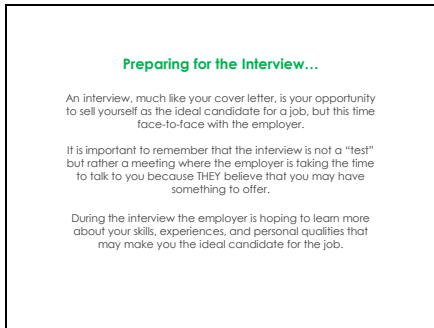 Preparing for the Interview…
An interview, much like your cover letter, is your opportunity
to sell yourself as the ideal candidate for a job, but this time
face-to-face with the employer.
It is important to remember that the interview is not a “test”
but rather a meeting where the employer is taking the time
to talk to you because THEY believe that you may have
something to offer.
During the interview the employer is hoping to learn more
about your skills, experiences, and personal qualities that
may make you the ideal candidate for the job.